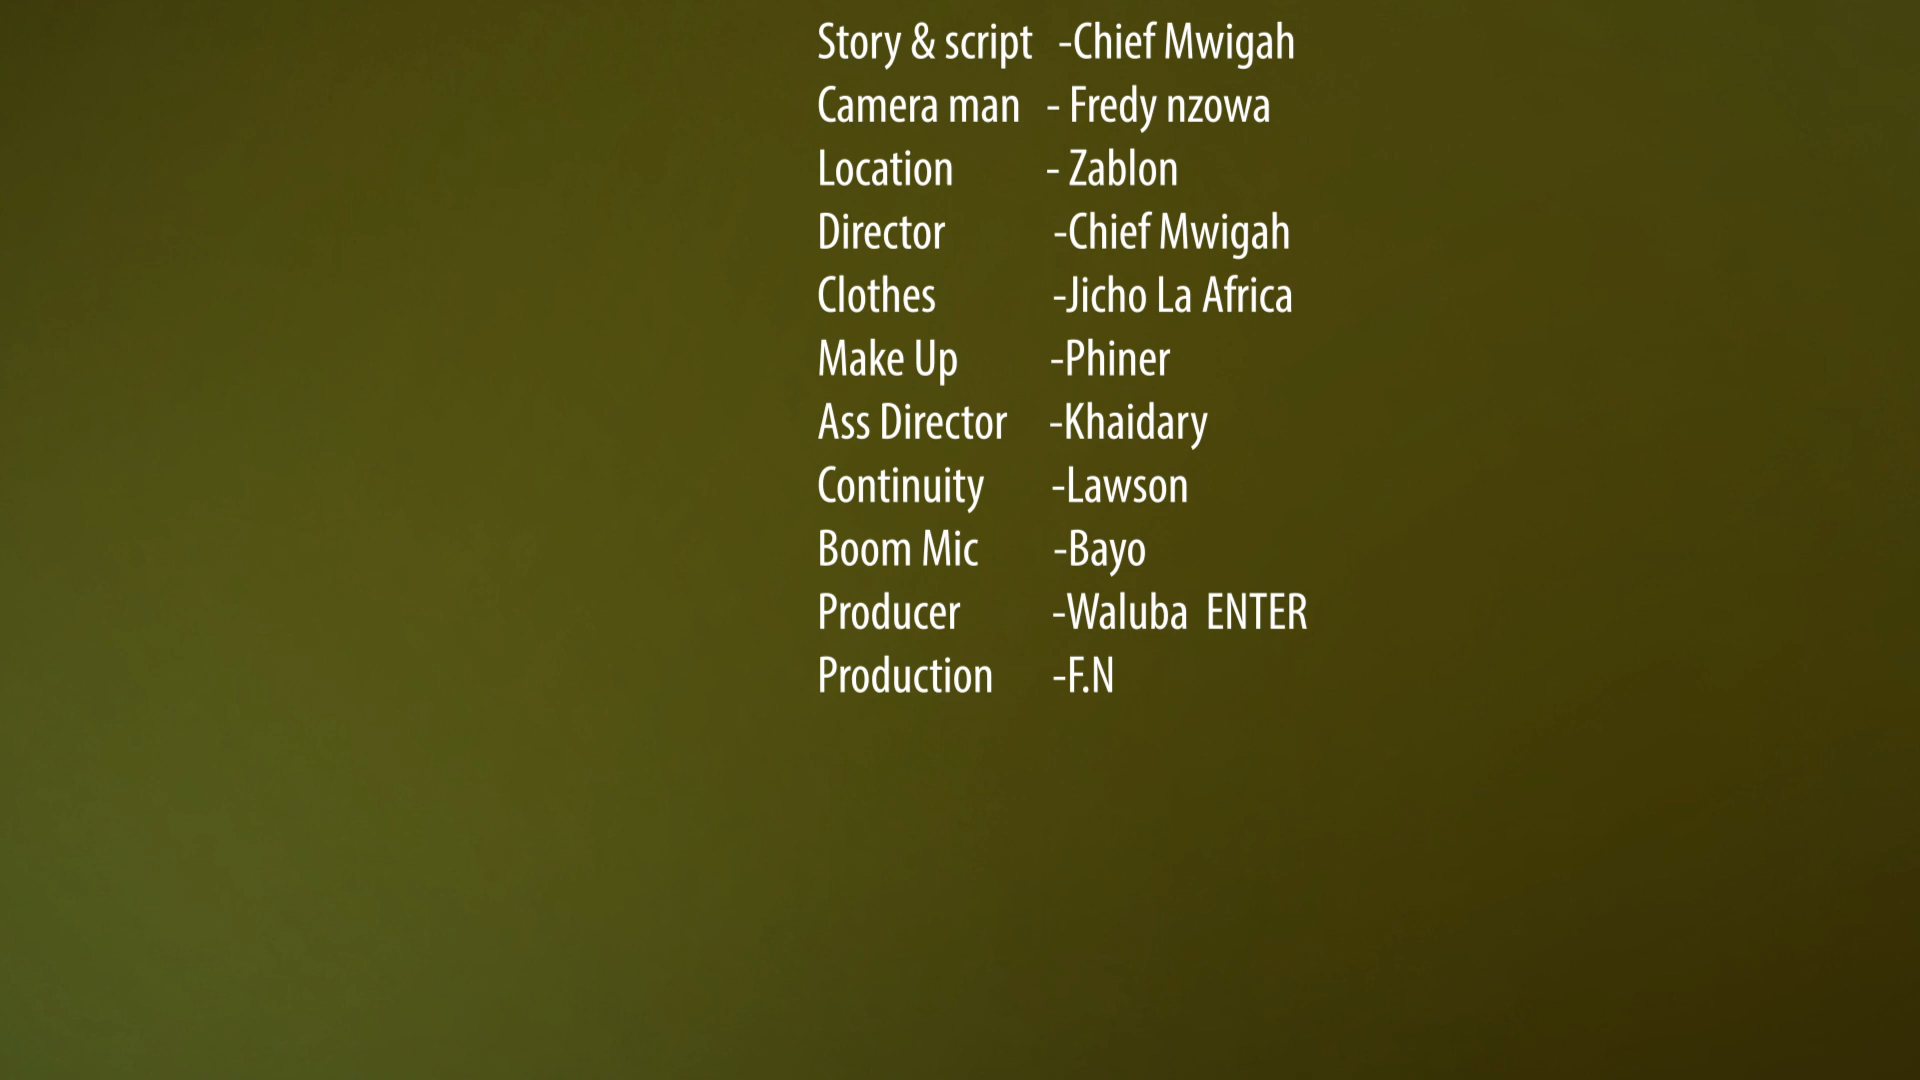 Story & script -Chief Mwigah
Camera man - Fredy nzowa
Location - Zablon
Director -Chief Mwigah
Clothes -Jicho La Africa
Make Up -Phiner
Ass Director -Khaidary
Continuity -Lawson
Boom Mic -Bayo
Producer -Waluba ENTER
Production -F.N